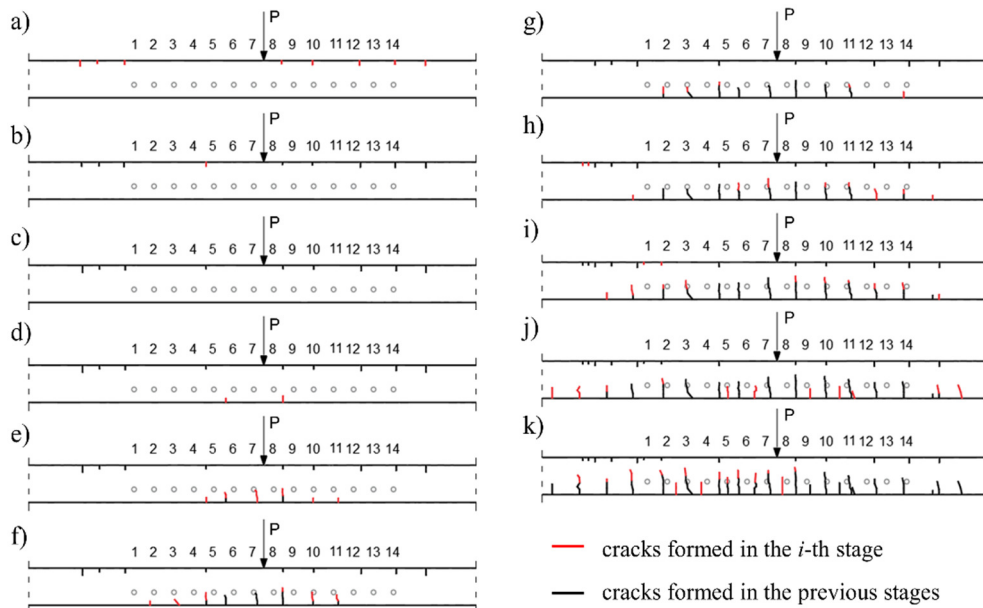 a)
P
1 2 3 4 5 6 7 8 9 10 11 12 13 14
b)
P
1 2 3 4 5 6 7 8 9 10 11 12 13 14
c)
P
1 2 3 4 5 6 7 8 9 10 11 12 13 14
d)
P
1 2 3 4 5 6 7 8 9 10 11 12 13 14
e)
P
1 2 3 4 5 6 7 8 9 10 11 12 13 14
f)
P
1 2 3 4 5 6 7 8 9 10 11 12 13 14
g)
P
1 2 3 4 5 6 7 8 9 10 11 12 13 14
h)
P
1 2 3 4 5 6 7 8 9 10 11 12 13 14
i)
P
1 2 3 4 5 6 7 8 9 10 11 12 13 14
j)
P
1 2 3 4 5 6 7 8 9 10 11 12 13 14
k)
P
1 2 3 4 5 6 7 8 9 10 11 12 13 14
cracks formed in the i-th stage
cracks formed in the previous stages